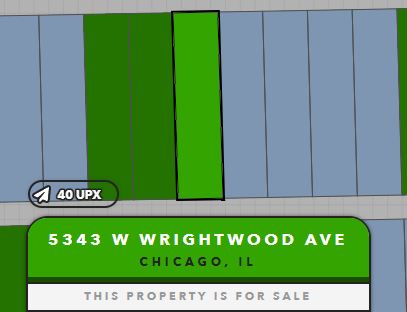 40 UPX
5343 W WRIGHTWOOD AVE
CHICAGO, IL
THIS PROPERTY IS FOR SALE